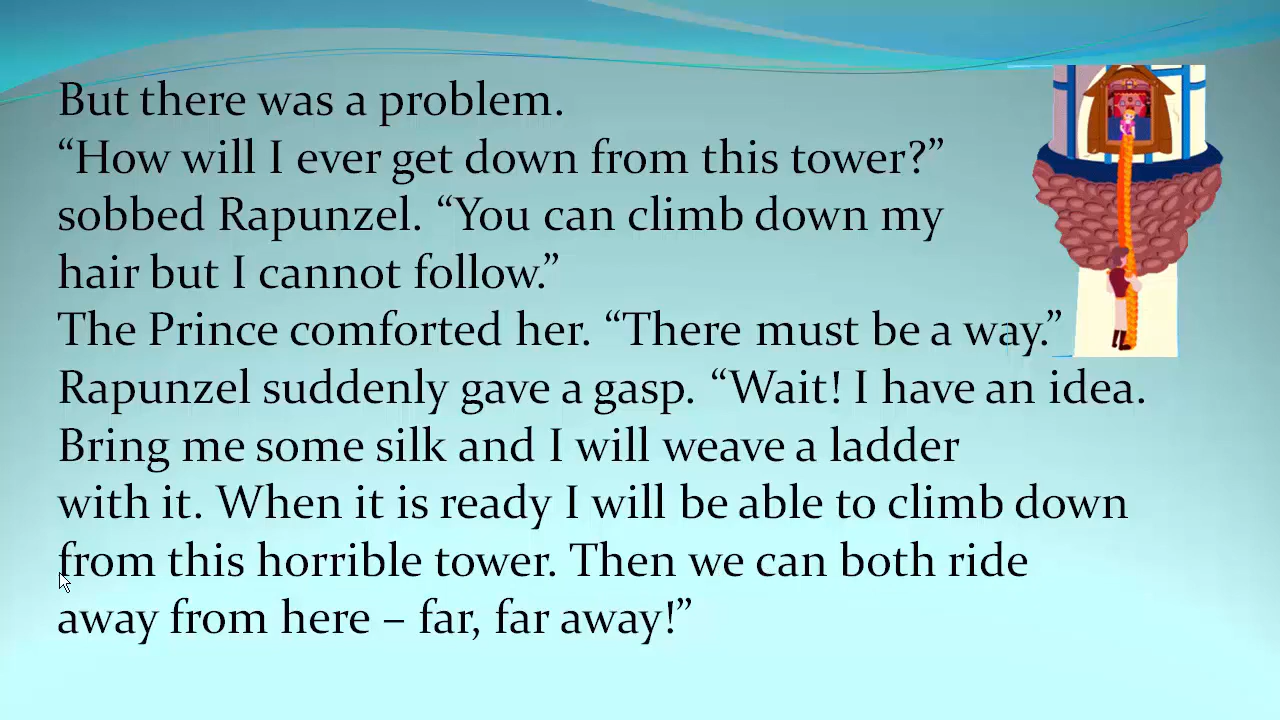 But there was a problem.
“How will I ever get down from this tower?”
sobbed Rapunzel. “You can climb down my
hair but I cannot follow.”
The Prince comforted her. “There must be a way.”
Rapunzel suddenly gave a gasp. “Wait! I have an idea.
Bring me some silk and I will weave a ladder
with it. When it is ready I will be able to climb down
from this horrible tower. Then we can both ride
away from here – far, far away!”